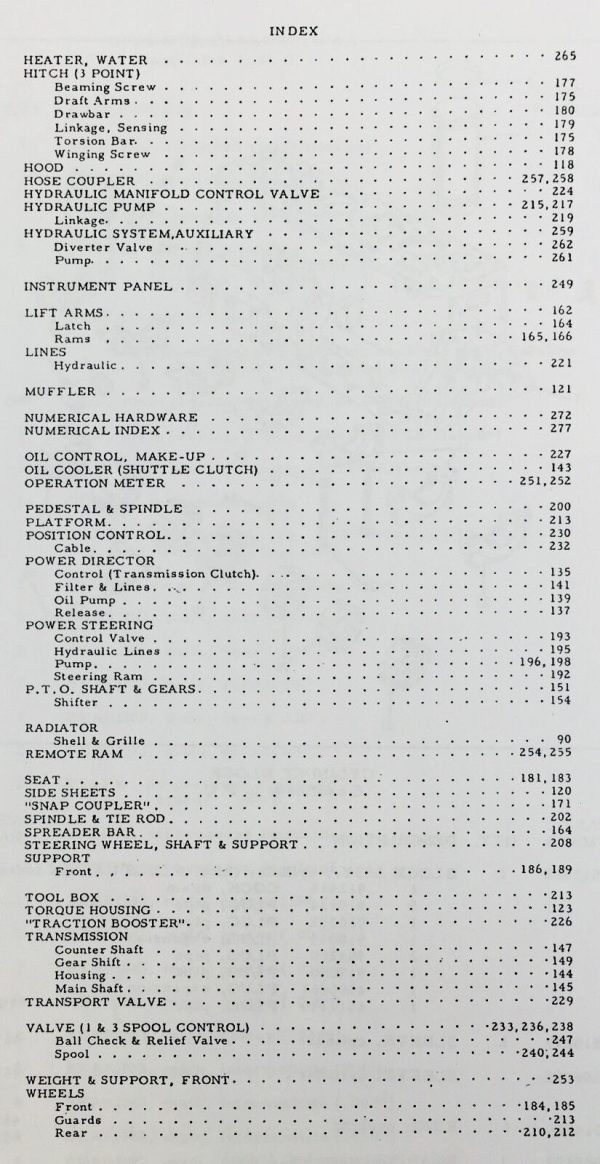 INDEX
HEATER, WATER . . . . . . . . . . 265
HITCH (3 POINT)
Beaming Screw . . . . . . . . . . 177
Draft Arms . . . . . . . . . . 175
Drawbar . . . . . . . . . . 180
Linkage, Sensing . . . . . . . . . . 179
Torsion Bar . . . . . . . . . . 175
Winging Screw . . . . . . . . . . 178
HOOD . . . . . . . . . . 118
HOSE COUPLER . . . . . . . . . . 257, 258
HYDRAULIC MANIFOLD CONTROL VALVE . . . . . . . . . . 224
HYDRAULIC PUMP . . . . . . . . . . 215, 217
Linkage . . . . . . . . . . 219
HYDRAULIC SYSTEM,AUXILIARY . . . . . . . . . . 259
Diverter Valve . . . . . . . . . . 262
Pump . . . . . . . . . . 261
INSTRUMENT PANEL . . . . . . . . . . 249
LIFT ARMS . . . . . . . . . . 162
Latch . . . . . . . . . . 164
Rams . . . . . . . . . . 165, 166
LINES
Hydraulic . . . . . . . . . . 221
MUFFLER . . . . . . . . . . 121
NUMERICAL HARDWARE . . . . . . . . . . 272
NUMERICAL INDEX . . . . . . . . . . 277
OIL CONTROL, MAKE-UP . . . . . . . . . . 227
OIL COOLER (SHUTTLE CLUTCH) . . . . . . . . . . 143
OPERATION METER . . . . . . . . . . 251, 252
PEDESTAL & SPINDLE . . . . . . . . . . 200
PLATFORM . . . . . . . . . . 213
POSITION CONTROL . . . . . . . . . . 230
Cable . . . . . . . . . . 232
POWER DIRECTOR
Control (Transmission Clutch) . . . . . . . . . . 135
Filter & Lines . . . . . . . . . . 141
Oil Pump . . . . . . . . . . 139
Release . . . . . . . . . . 137
POWER STEERING
Control Valve . . . . . . . . . . 193
Hydraulic Lines . . . . . . . . . . 195
Pump . . . . . . . . . . 196, 198
Steering Ram . . . . . . . . . . 192
P.T.O. SHAFT & GEARS . . . . . . . . . . 151
Shifter . . . . . . . . . . 154
RADIATOR
Shell & Grille . . . . . . . . . . 90
REMOTE RAM . . . . . . . . . . 254, 255
SEAT . . . . . . . . . . 181, 183
SIDE SHEETS . . . . . . . . . . 120
"SNAP COUPLER" . . . . . . . . . . 171
SPINDLE & TIE ROD . . . . . . . . . . 202
SPREADER BAR . . . . . . . . . . 164
STEERING WHEEL, SHAFT & SUPPORT . . . . . . . . . . 208
SUPPORT
Front . . . . . . . . . . 186, 189
TOOL BOX . . . . . . . . . . 213
TORQUE HOUSING . . . . . . . . . . 123
"TRACTION BOOSTER" . . . . . . . . . . 226
TRANSMISSION
Counter Shaft . . . . . . . . . . 147
Gear Shift . . . . . . . . . . 149
Housing . . . . . . . . . . 144
Main Shaft . . . . . . . . . . 145
TRANSPORT VALVE . . . . . . . . . . 229
VALVE (1 & 3 SPOOL CONTROL) . . . . . . . . . . 233, 236, 238
Ball Check & Relief Valve . . . . . . . . . . 247
Spool . . . . . . . . . . 240, 244
WEIGHT & SUPPORT, FRONT . . . . . . . . . . 253
WHEELS
Front . . . . . . . . . . 184, 185
Guards . . . . . . . . . . 213
Rear . . . . . . . . . . 210, 212